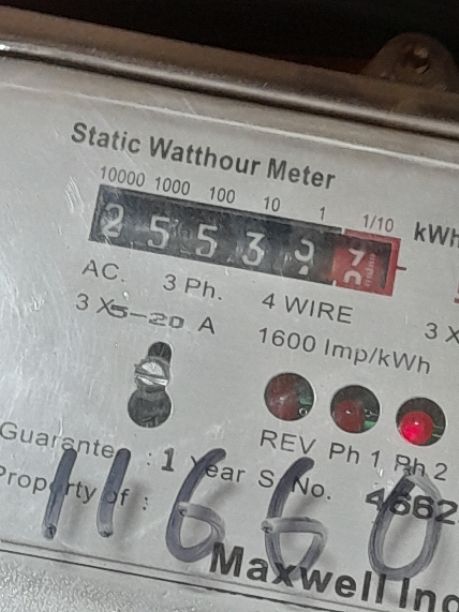 Static Watthour Meter
10000 1000 100 10 1 1/10 kWh
2 5 5 3
AC. 3 Ph. 4 WIRE 3 X
3 X 5-20 A 1600 Imp/kWh
REV Ph 1 Ph 2
Guarantee : 1 Year S. No. 4662
Property of :
11660
Maxwell Ind